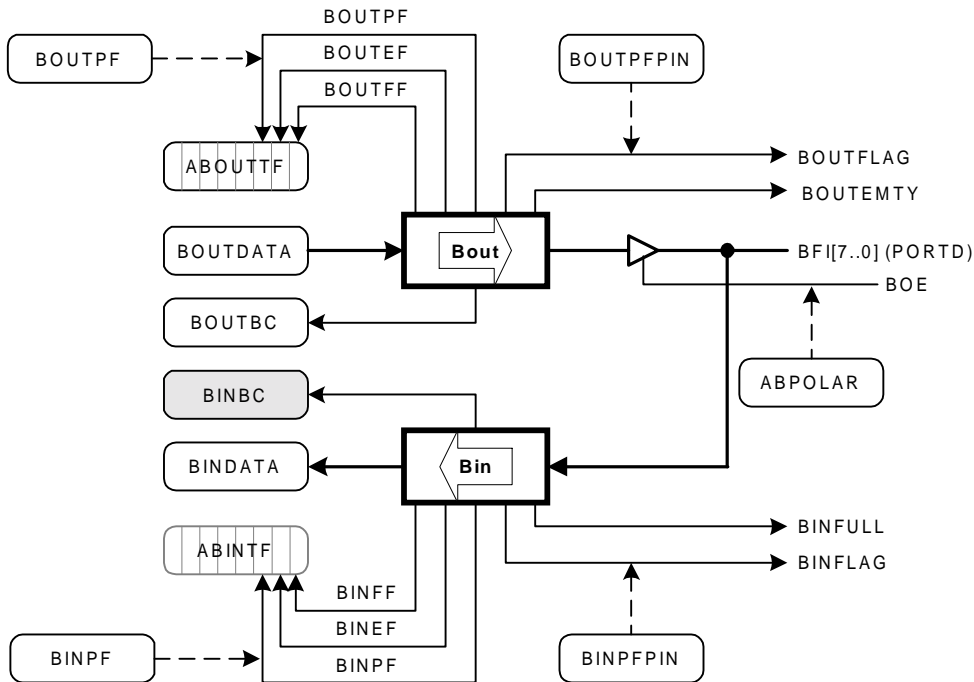 BOUTPF
BOUTPF
BOUTEF
BOUTPFPIN
BOUTFF
ABOUTTF
BOUTFLAG
BOUTEMTY
BOUTDATA
Bout
BFI[7..0] (PORTD)
BOE
BOUTBC
BINBC
ABPOLAR
BINDATA
Bin
BINFULL
ABINTF
BINFLAG
BINFF
BINEF
BINPF
BINPF
BINPFPIN